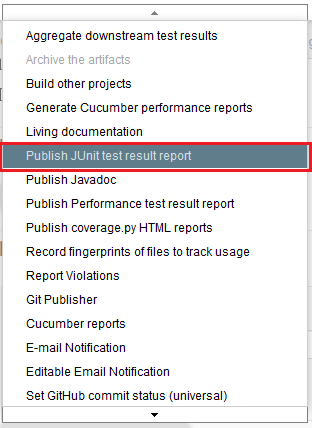 Aggregate downstream test results
Archive the artifacts
Build other projects
Generate Cucumber performance reports
Living documentation
Publish JUnit test result report
Publish Javadoc
Publish Performance test result report
Publish coverage.py HTML reports
Record fingerprints of files to track usage
Report Violations
Git Publisher
Cucumber reports
E-mail Notification
Editable Email Notification
Set GitHub commit status (universal)